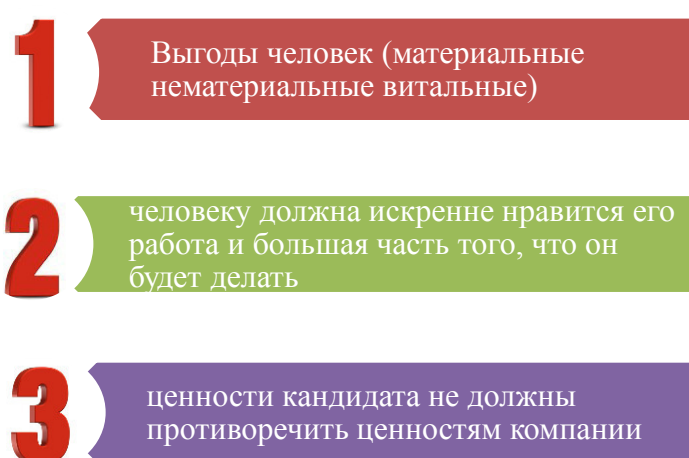 1
Выгоды человек (материальные
нематериальные витальные)
2
человеку должна искренне нравится его
работа и большая часть того, что он
будет делать
3
ценности кандидата не должны
противоречить ценностям компании